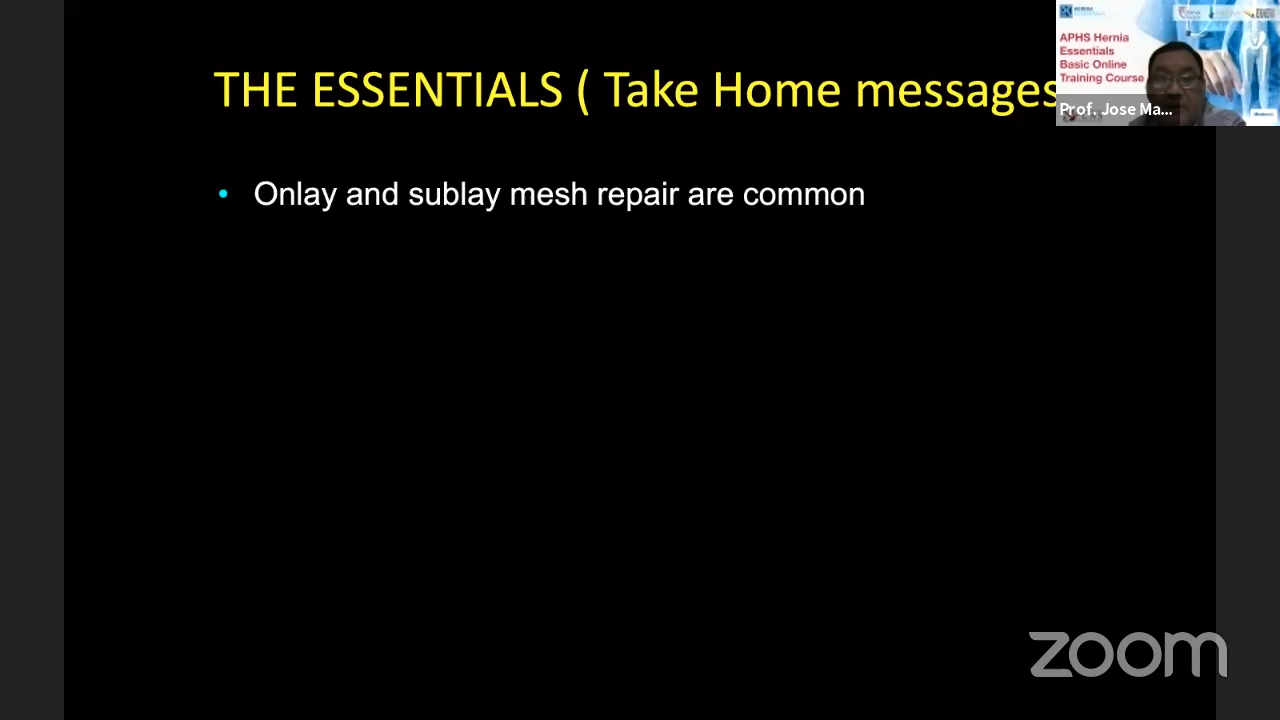 THE ESSENTIALS ( Take Home messages
APHS Hernia
Essentials
Basic Online
Training Course
Prof. Jose Ma...
• Onlay and sublay mesh repair are common
zoom